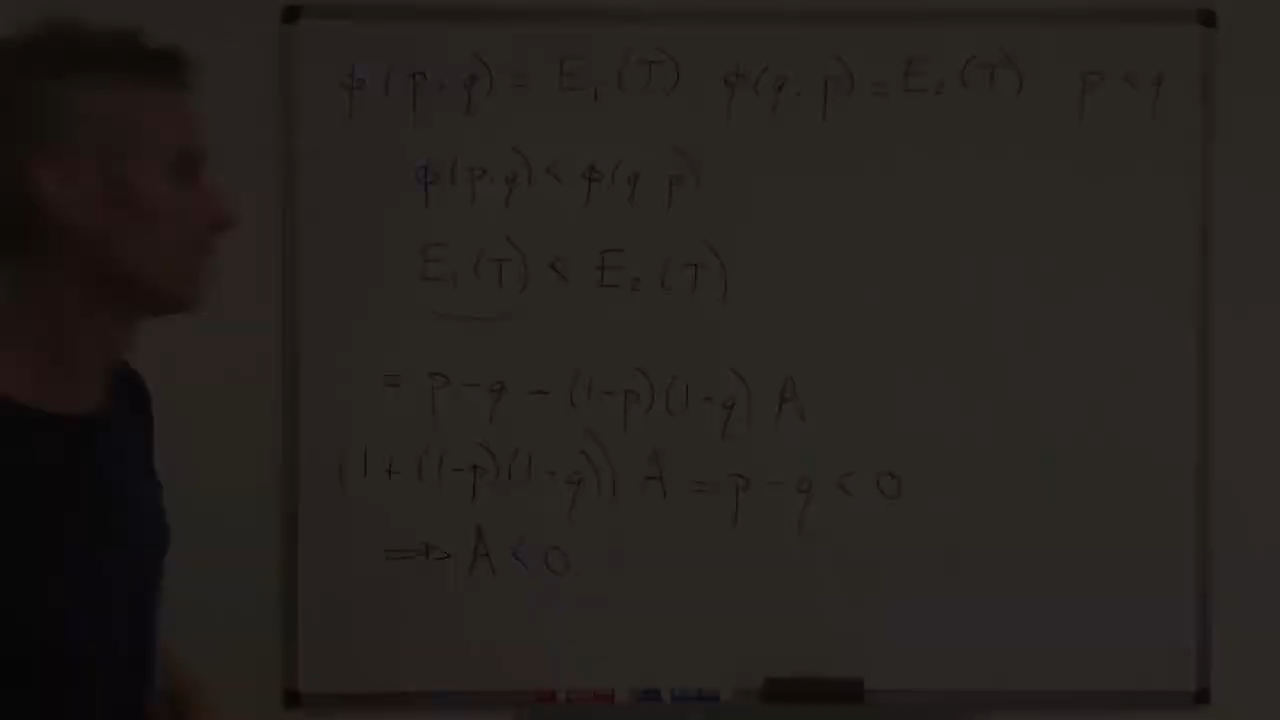 φ(p,q) = E₁(T) φ(q,p) = E₂(T) p < q
φ(p,q) < φ(q p)
E₁(T) < E₂(T)
= p - q - (1-p)(1-q) A
(1+(1-p)(1-q)) A = p - q < 0
⇒ A < 0